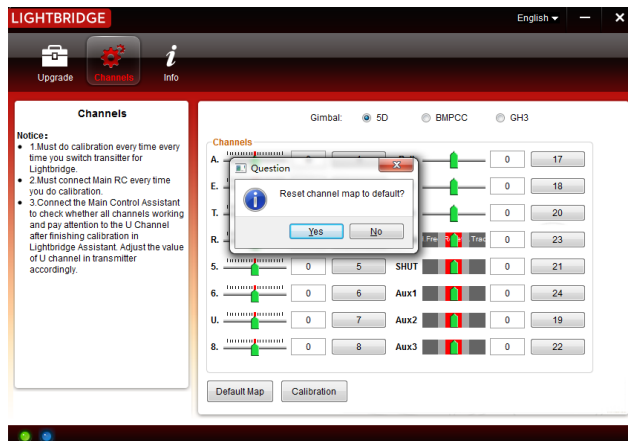 LIGHTBRIDGE
English
Upgrade
Channels
Info
Channels
Notice:
1.Must do calibration every time every
time you switch transitter for
Lightbridge.
2.Must connect Main RC every time
you do calibration.
3.Connect the Main Control Assistant
to check whether all channels working
and pay attention to the U Channel
after finishing calibration in
Lightbridge Assistant. Adjust the value
of U channel in transmitter
accordingly.
Gimbal: 5D BMPCC GH3
Channels
A. 0 17
Question
E. 0 18
Reset channel map to default?
T. 0 20
Yes No
R. 0 23
5. 0 5 SHUT 0 21
6. 0 6 Aux1 0 24
U. 0 7 Aux2 0 19
8. 0 8 Aux3 0 22
Default Map Calibration